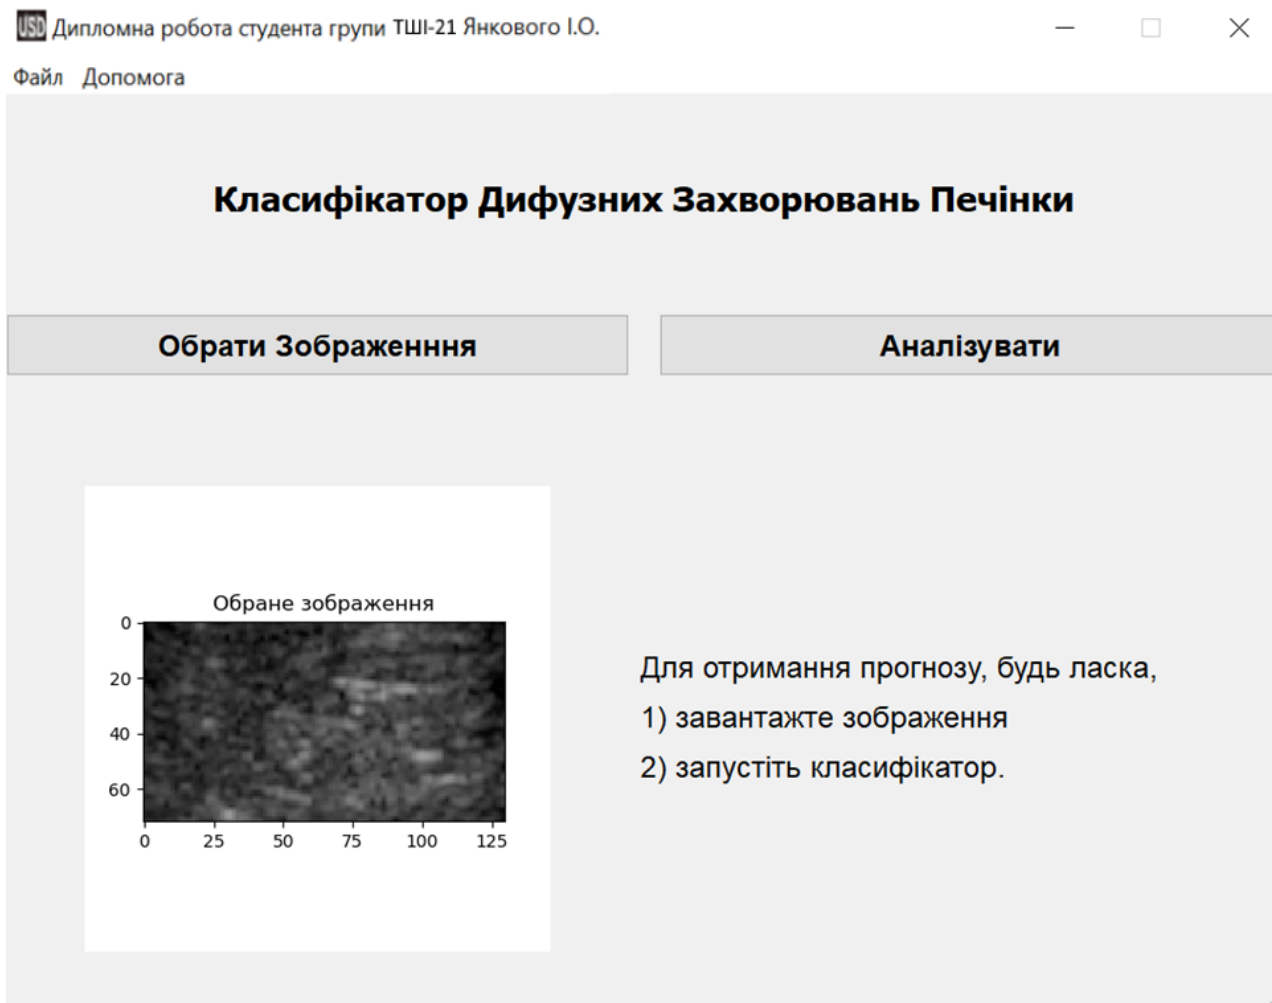 USD Дипломна робота студента групи ТШІ-21 Янкового І.О.
Файл Допомога
Класифікатор Дифузних Захворювань Печінки
Обрати Зображенння
Аналізувати
Обране зображення
0
20
40
60
0 25 50 75 100 125
Для отримання прогнозу, будь ласка,
1) завантажте зображення
2) запустіть класифікатор.